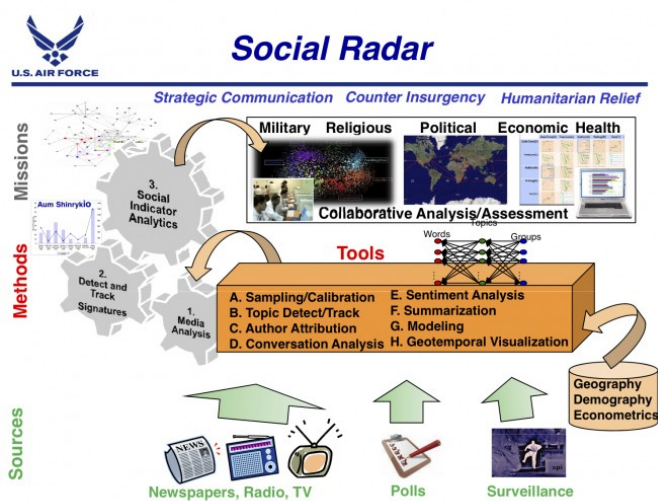 Social Radar
U.S. AIR FORCE
Strategic Communication Counter Insurgency Humanitarian Relief
Missions
Military Religious Political Economic Health
Collaborative Analysis/Assessment
3.
Social
Indicator
Analytics
Aum Shinrykio
Methods
2.
Detect and
Track
Signatures
1.
Media
Analysis
Tools
Words
Topics
Groups
A. Sampling/Calibration
B. Topic Detect/Track
C. Author Attribution
D. Conversation Analysis
E. Sentiment Analysis
F. Summarization
G. Modeling
H. Geotemporal Visualization
Geography
Demography
Econometrics
Sources
NEWS
Newspapers, Radio, TV
Polls
Surveillance